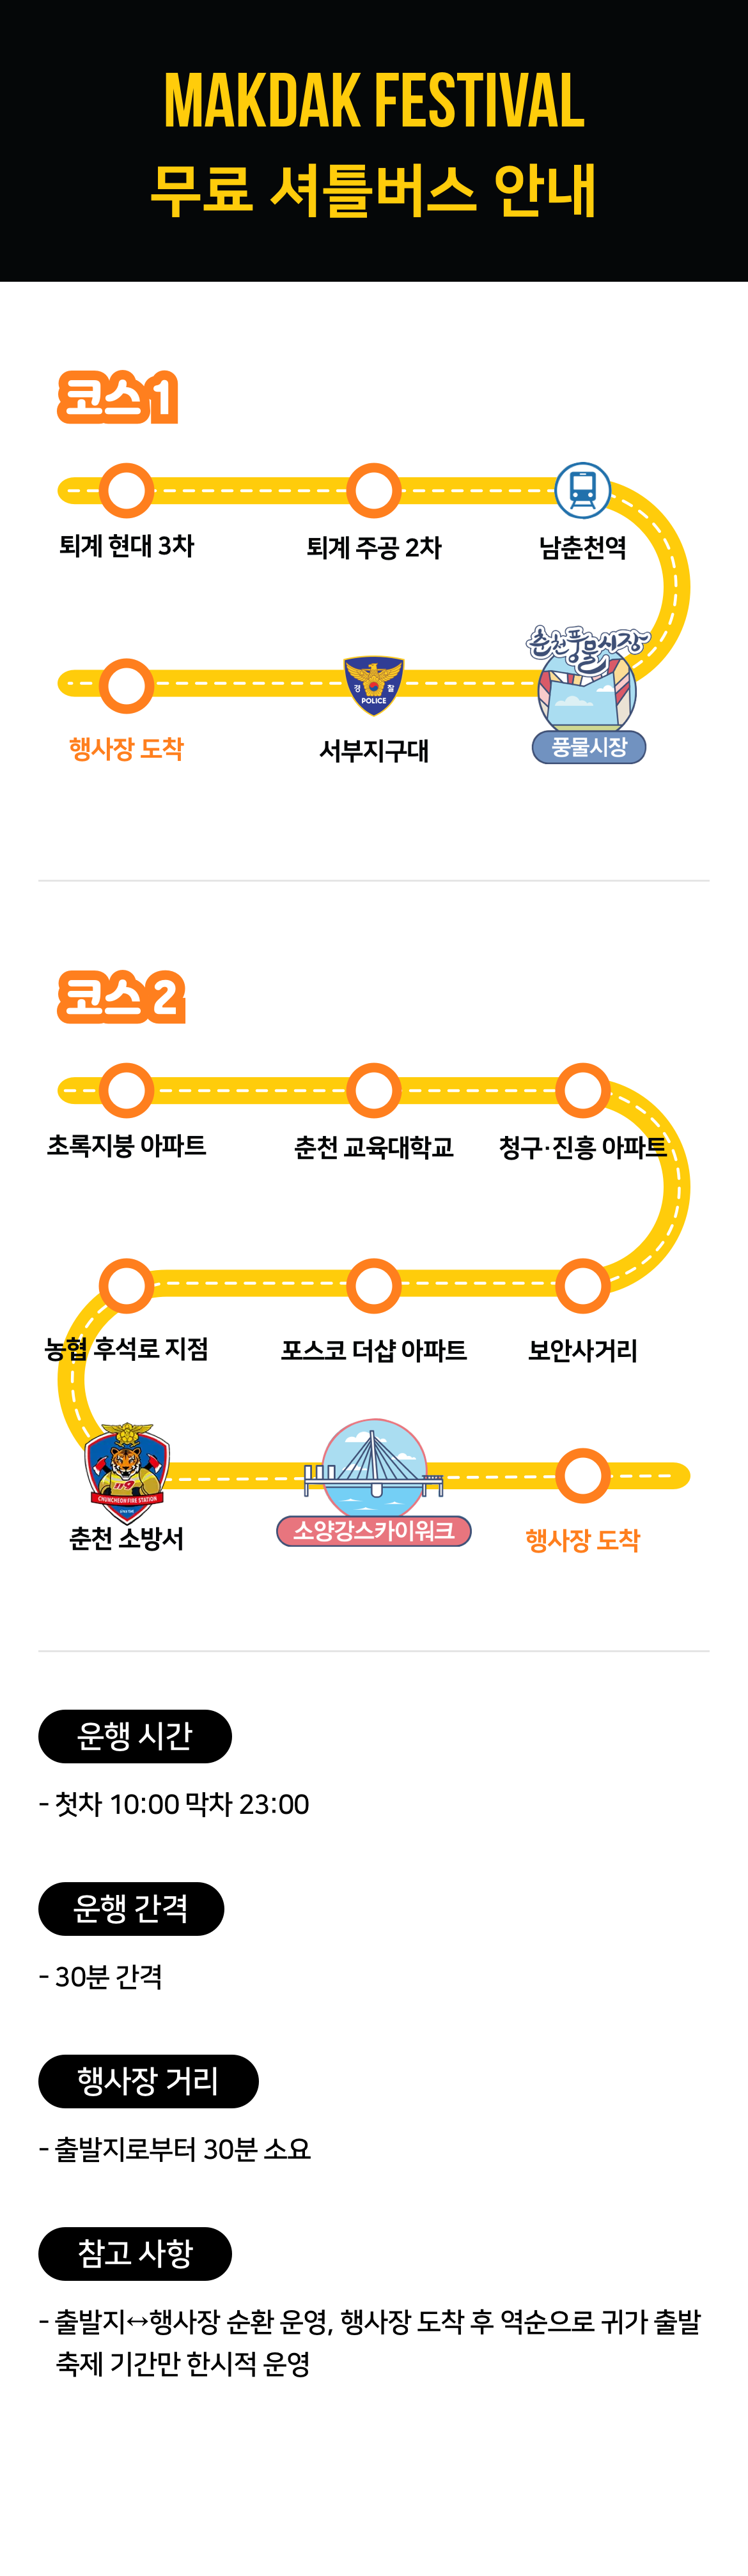 MAKDAK FESTIVAL
무료 셔틀버스 안내
코스1
퇴계 현대 3차
퇴계 주공 2차
남춘천역
춘천풍물시장
풍물시장
경찰
POLICE
서부지구대
행사장 도착
코스2
초록지붕 아파트
춘천 교육대학교
청구·진흥 아파트
농협 후석로 지점
포스코 더샵 아파트
보안사거리
119
CHUNCHEON FIRE STATION
춘천 소방서
소양강스카이워크
행사장 도착
운행 시간
- 첫차 10:00 막차 23:00
운행 간격
- 30분 간격
행사장 거리
- 출발지로부터 30분 소요
참고 사항
- 출발지↔행사장 순환 운영, 행사장 도착 후 역순으로 귀가 출발
축제 기간만 한시적 운영